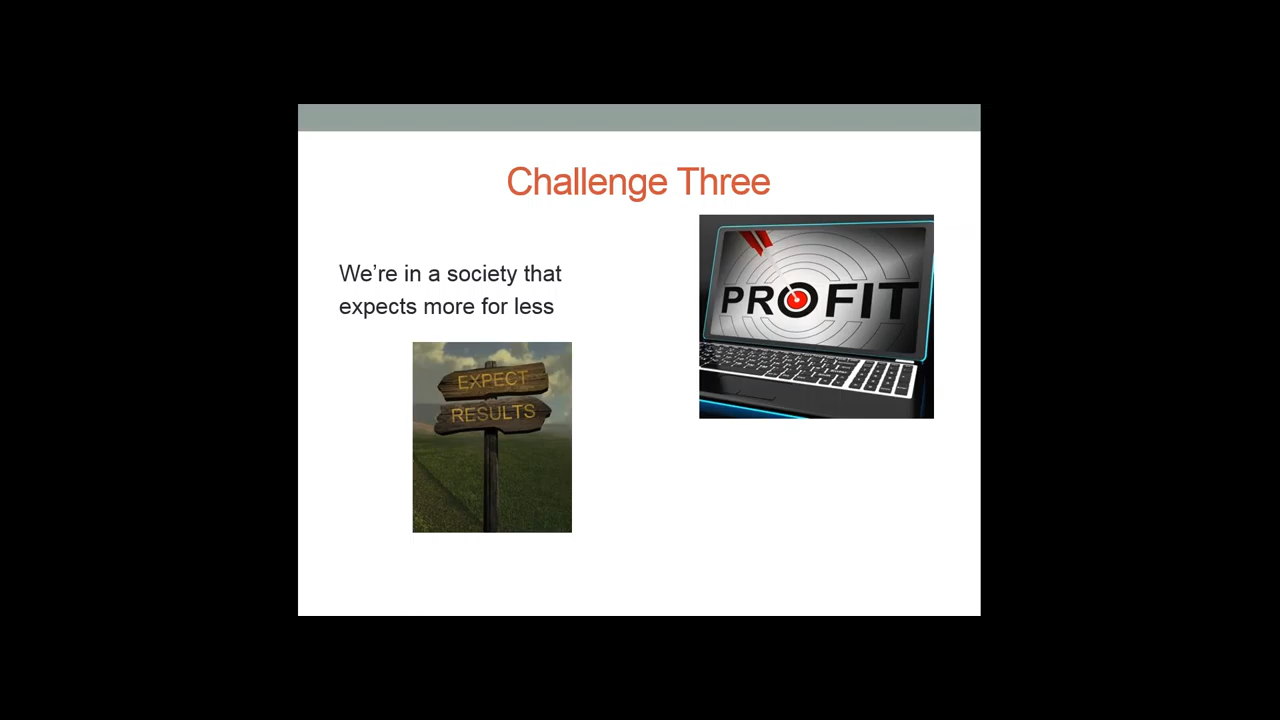 Challenge Three
We’re in a society that
expects more for less
EXPECT
RESULTS
PROFIT